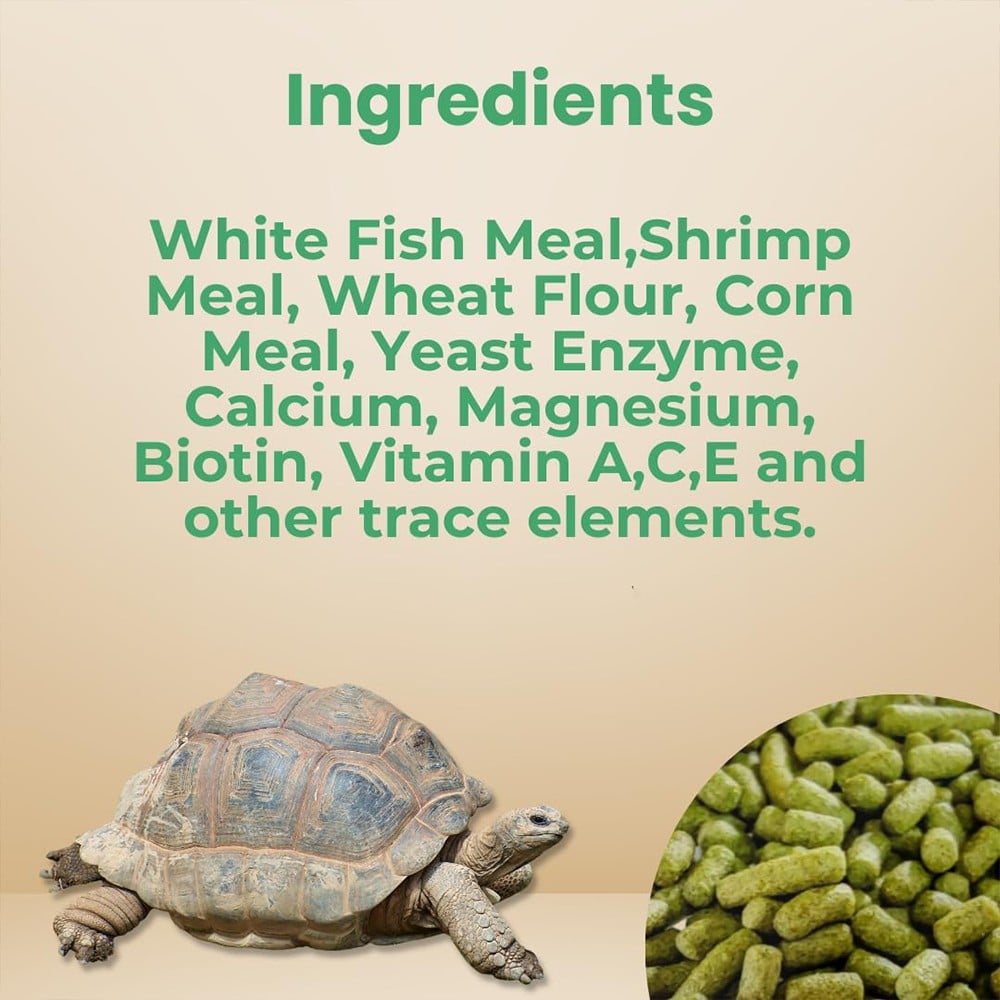 Ingredients
White Fish Meal,Shrimp
Meal, Wheat Flour, Corn
Meal, Yeast Enzyme,
Calcium, Magnesium,
Biotin, Vitamin A,C,E and
other trace elements.